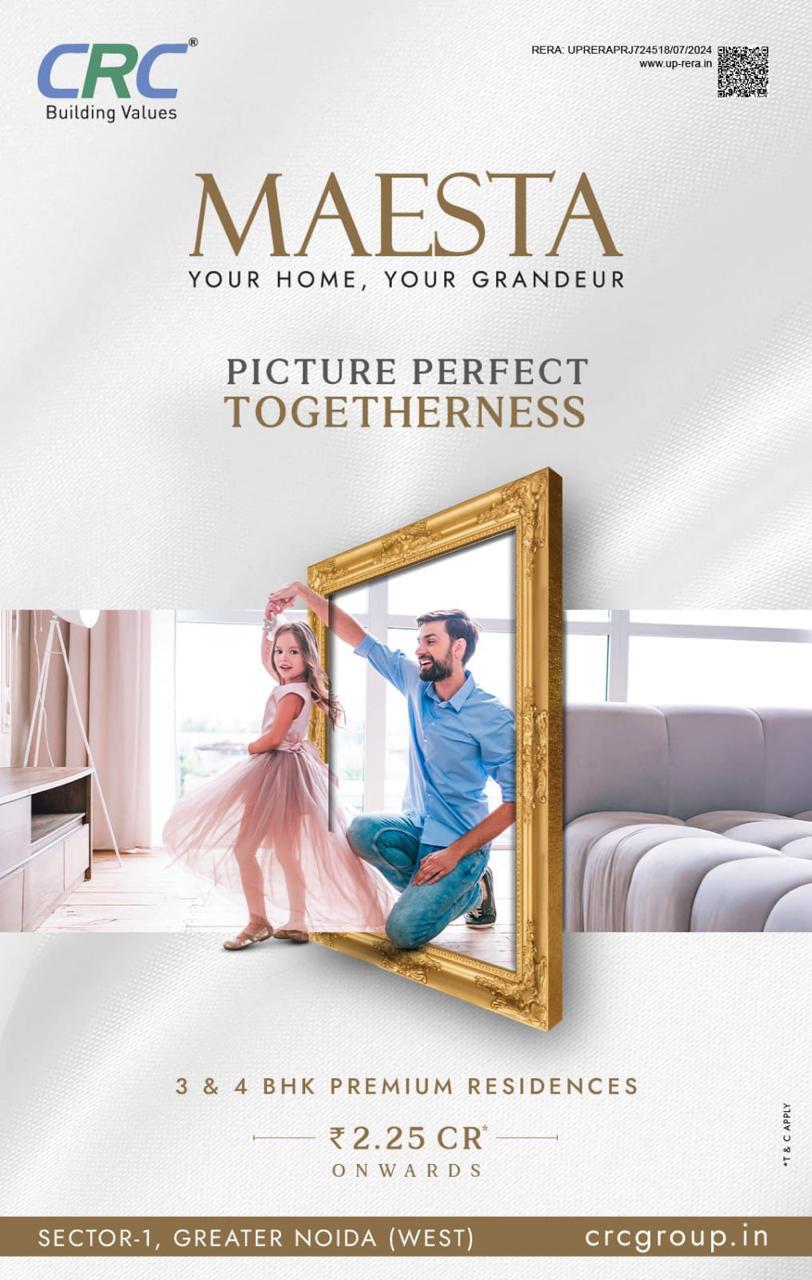 CRC®
Building Values
RERA: UPRERAPRJ724518/07/2024
www.up-rera.in
MAESTA
YOUR HOME, YOUR GRANDEUR
PICTURE PERFECT
TOGETHERNESS
3 & 4 BHK PREMIUM RESIDENCES
₹2.25 CR*
ONWARDS
*T & C APPLY
SECTOR-1, GREATER NOIDA (WEST)
crcgroup.in